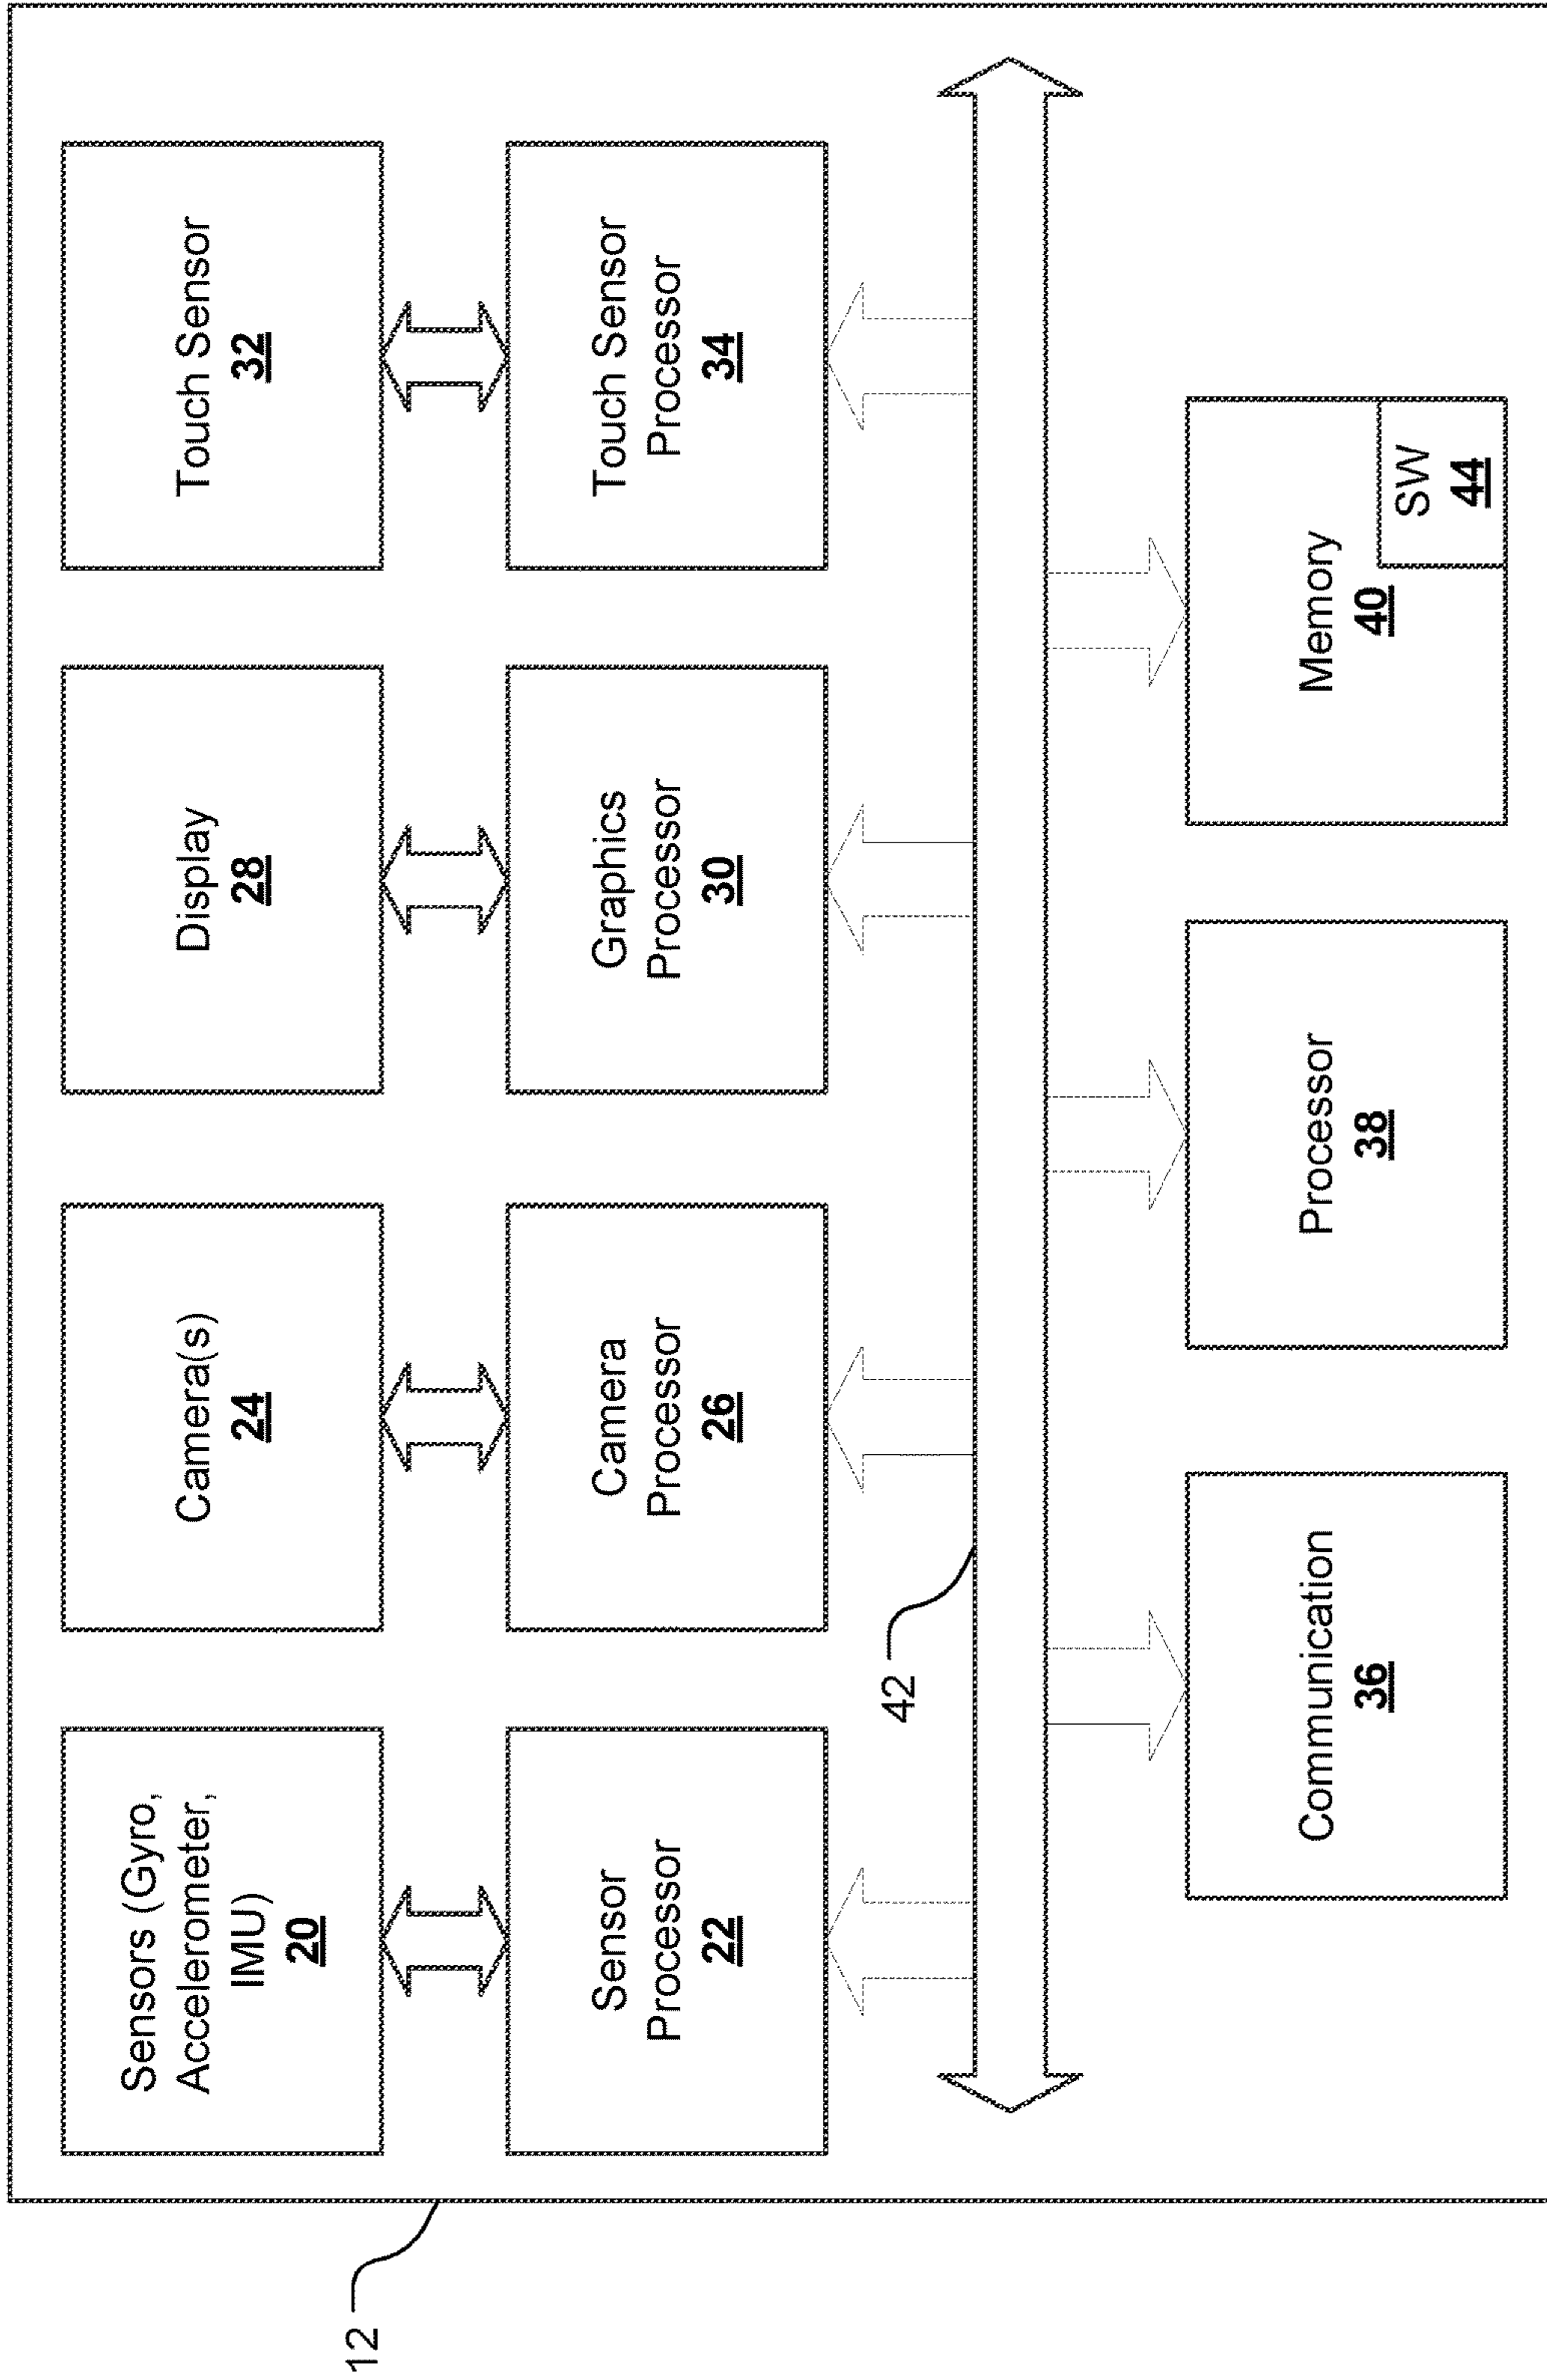 12
Sensors (Gyro,
Accelerometer,
IMU)
20
Camera(s)
24
Display
28
Touch Sensor
32
Sensor
Processor
22
Camera
Processor
26
Graphics
Processor
30
Touch Sensor
Processor
34
42
Communication
36
Processor
38
Memory
40
SW
44